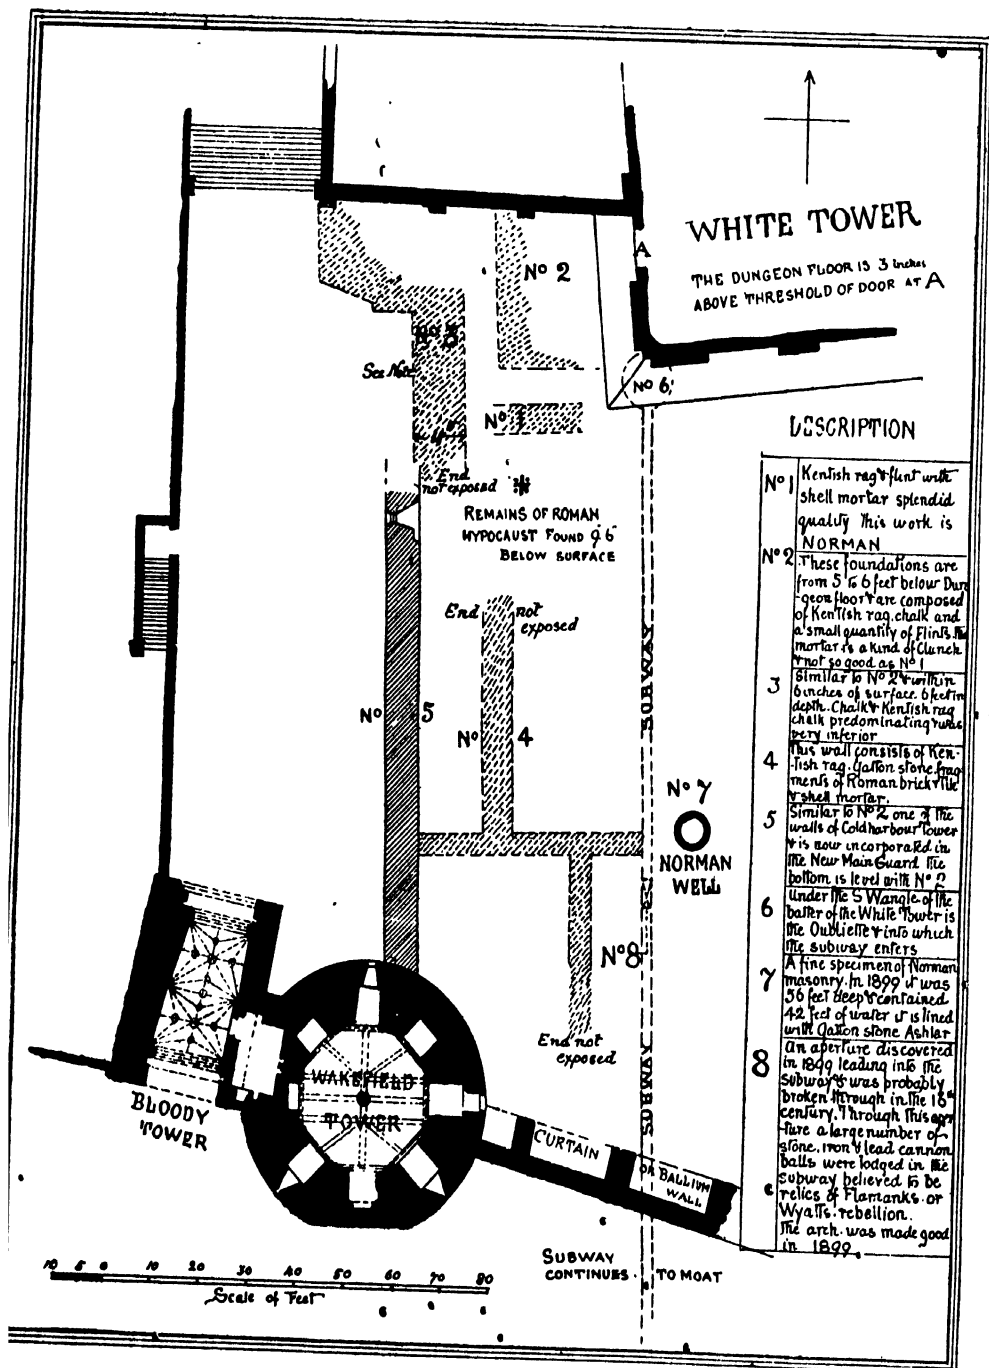 WHITE TOWER
THE DUNGEON FLOOR IS 3 inches
ABOVE THRESHOLD OF DOOR AT A
A
No 2
No 3
See Note
No 6
No 1
End
not exposed
REMAINS OF ROMAN
HYPOCAUST FOUND 9' 6"
BELOW SURFACE
End not
exposed
No 5
No 4
SUBWAY
No 7
NORMAN
WELL
No 8
End not
exposed
SUBWAY
WAKEFIELD
TOWER
BLOODY
TOWER
CURTAIN
OR BALLIUM
WALL
SUBWAY
CONTINUES. TO MOAT
10 5 0 10 20 30 40 50 60 70 80
Scale of Feet
DESCRIPTION
No 1 Kentish rag & flint with
shell mortar splendid
quality This work is
NORMAN
No 2 These foundations are
from 5 to 6 feet below Dun
geon floor & are composed
of Kentish rag. chalk and
a small quantity of Flints. the
mortar is a kind of Clunch
& not so good as No 1
3 Similar to No 2 & within
6 inches of surface. 6 feet in
depth. Chalk & Kentish rag
chalk predominating & was
very inferior
4 This wall consists of Ken-
-tish rag. Gatton stone. frag
ments of Roman brick & tile
& shell mortar.
5 Similar to No 2 one of the
walls of Coldharbour Tower
& is now incorporated in
the New Main Guard the
bottom is level with No 2
6 Under the S W angle of the
batter of the White Tower is
the Oubliette & into which
the subway enters
7 A fine specimen of Norman
masonry. In 1899 it was
56 feet deep & contained
42 feet of water it is lined
with Gatton stone Ashlar
8 An aperture discovered
in 1899 leading into the
subway & was probably
broken through in the 16th
century. Through this aper
-ture a large number of
stone, iron & lead cannon
balls were lodged in the
subway believed to be
relics of Flamanks. or
Wyatts. rebellion.
The arch. was made good
in 1899.